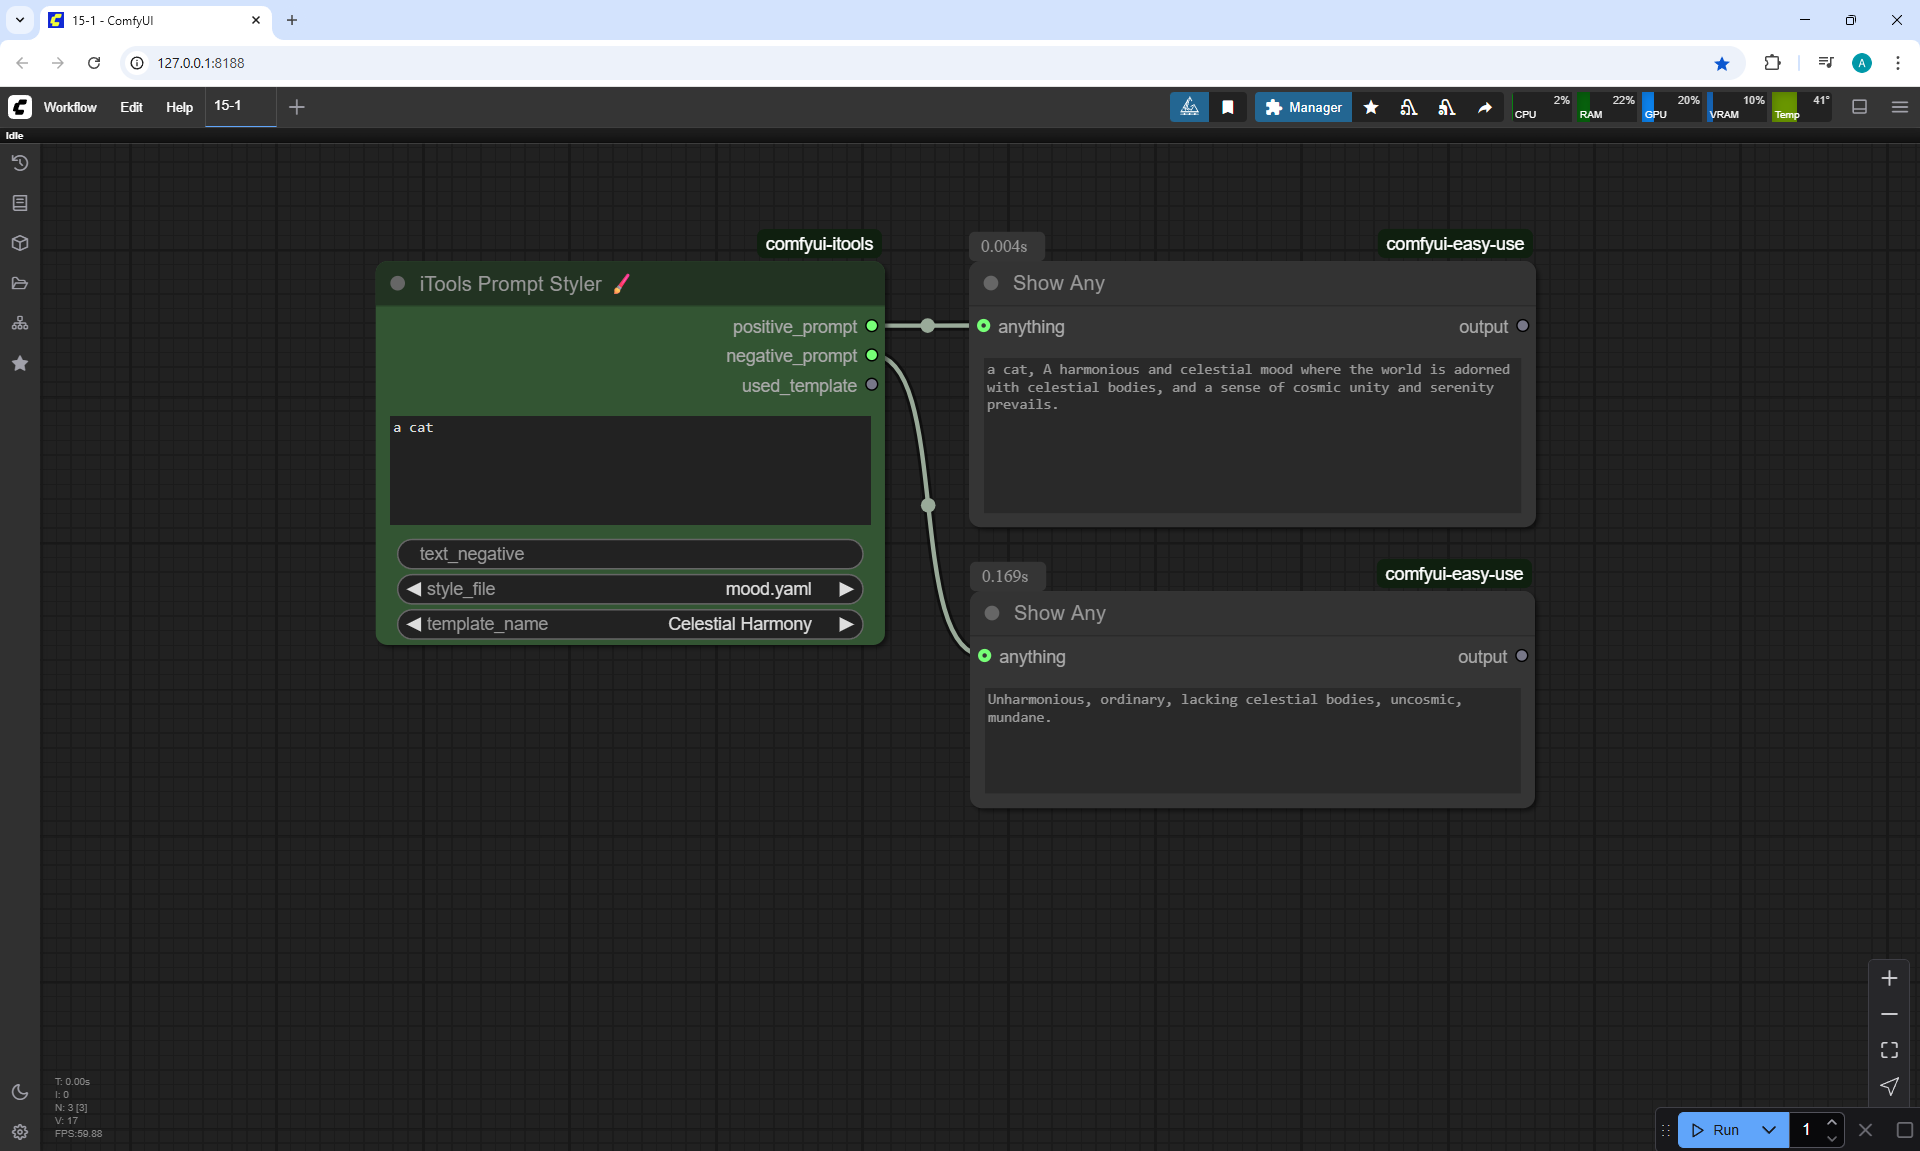 15-1 - ComfyUI
127.0.0.1:8188
A
Workflow Edit Help 15-1
Manager
CPU 2% RAM 22% GPU 20% VRAM 10% Temp 41°
Idle
comfyui-itools
iTools Prompt Styler
positive_prompt
negative_prompt
used_template
a cat
text_negative
style_file mood.yaml
template_name Celestial Harmony
0.004s
comfyui-easy-use
Show Any
anything output
a cat, A harmonious and celestial mood where the world is adorned
with celestial bodies, and a sense of cosmic unity and serenity
prevails.
0.169s
comfyui-easy-use
Show Any
anything output
Unharmonious, ordinary, lacking celestial bodies, uncosmic,
mundane.
T: 0.00s
I: 0
N: 3 [3]
V: 17
FPS:59.88
Run 1